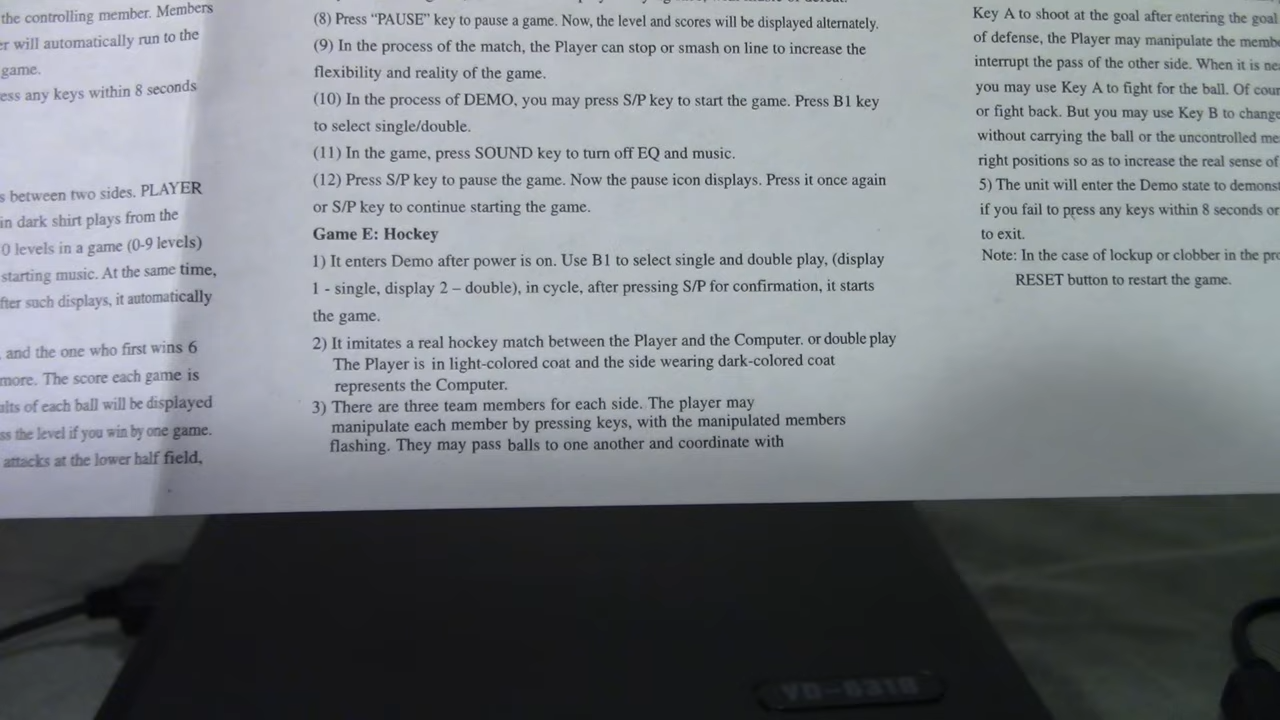 the controlling member. Members
will automatically run to the
game.
any keys within 8 seconds
between two sides. PLAYER
in dark shirt plays from the
0 levels in a game (0-9 levels)
starting music. At the same time,
such displays, it automatically
and the one who first wins 6
more. The score each game is
of each ball will be displayed
the level if you win by one game.
attacks at the lower half field,
(8) Press “PAUSE” key to pause a game. Now, the level and scores will be displayed alternately.
(9) In the process of the match, the Player can stop or smash on line to increase the
flexibility and reality of the game.
(10) In the process of DEMO, you may press S/P key to start the game. Press B1 key
to select single/double.
(11) In the game, press SOUND key to turn off EQ and music.
(12) Press S/P key to pause the game. Now the pause icon displays. Press it once again
or S/P key to continue starting the game.
Game E: Hockey
1) It enters Demo after power is on. Use B1 to select single and double play, (display
1 - single, display 2 – double), in cycle, after pressing S/P for confirmation, it starts
the game.
2) It imitates a real hockey match between the Player and the Computer. or double play
The Player is in light-colored coat and the side wearing dark-colored coat
represents the Computer.
3) There are three team members for each side. The player may
manipulate each member by pressing keys, with the manipulated members
flashing. They may pass balls to one another and coordinate with
Key A to shoot at the goal after entering the goal
of defense, the Player may manipulate the
interrupt the pass of the other side. When it is
you may use Key A to fight for the ball. Of
or fight back. But you may use Key B to change
without carrying the ball or the uncontrolled
right positions so as to increase the real sense of
5) The unit will enter the Demo state to
if you fail to press any keys within 8 seconds or
to exit.
Note: In the case of lockup or clobber in the
RESET button to restart the game.